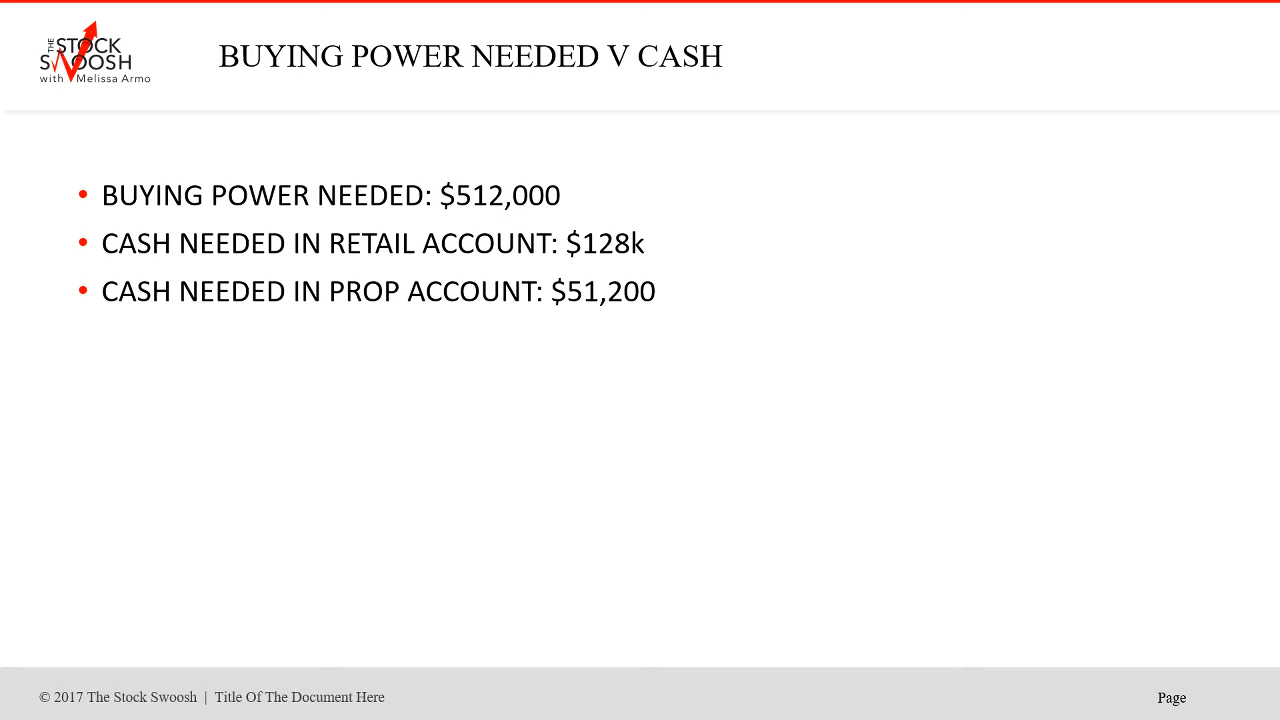 THE STOCK
SWOOSH
with Melissa Armo
BUYING POWER NEEDED V CASH
• BUYING POWER NEEDED: $512,000
• CASH NEEDED IN RETAIL ACCOUNT: $128k
• CASH NEEDED IN PROP ACCOUNT: $51,200
© 2017 The Stock Swoosh | Title Of The Document Here
Page